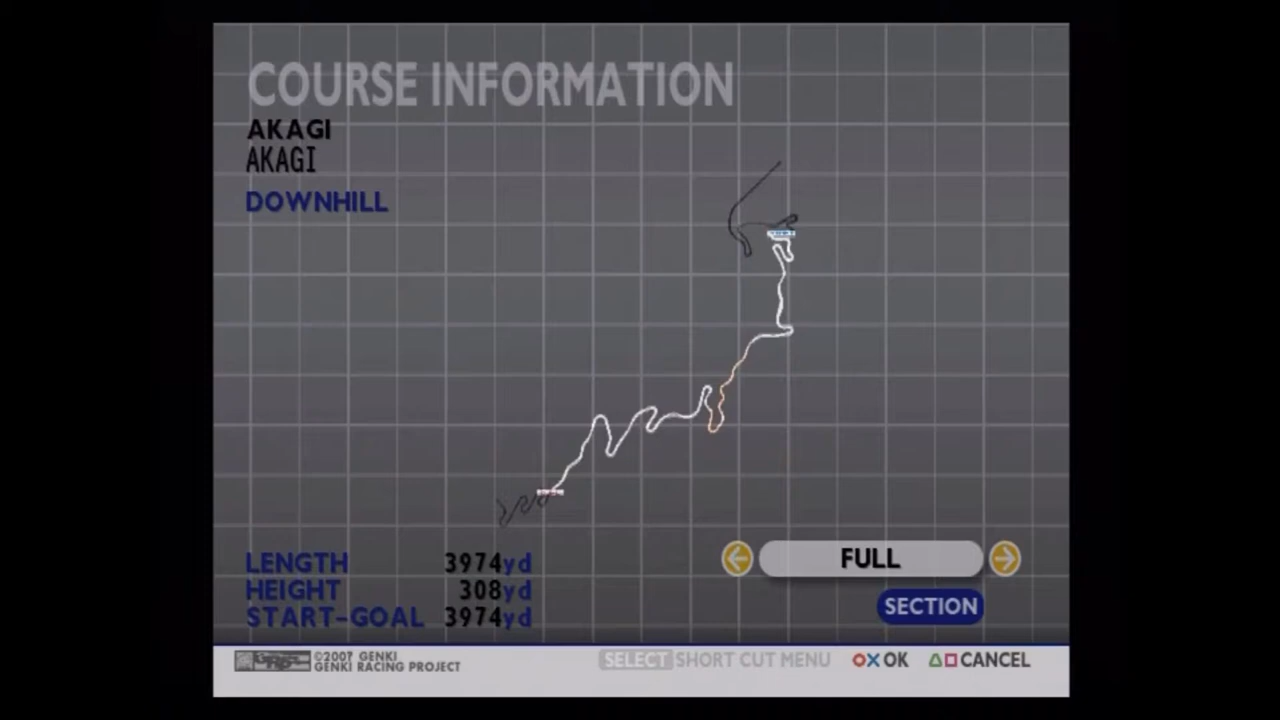 COURSE INFORMATION
AKAGI
AKAGI
DOWNHILL
LENGTH 3974yd
HEIGHT 308yd
START-GOAL 3974yd
FULL
SECTION
©2007 GENKI
GENKI RACING PROJECT
SELECT SHORT CUT MENU
OK
CANCEL